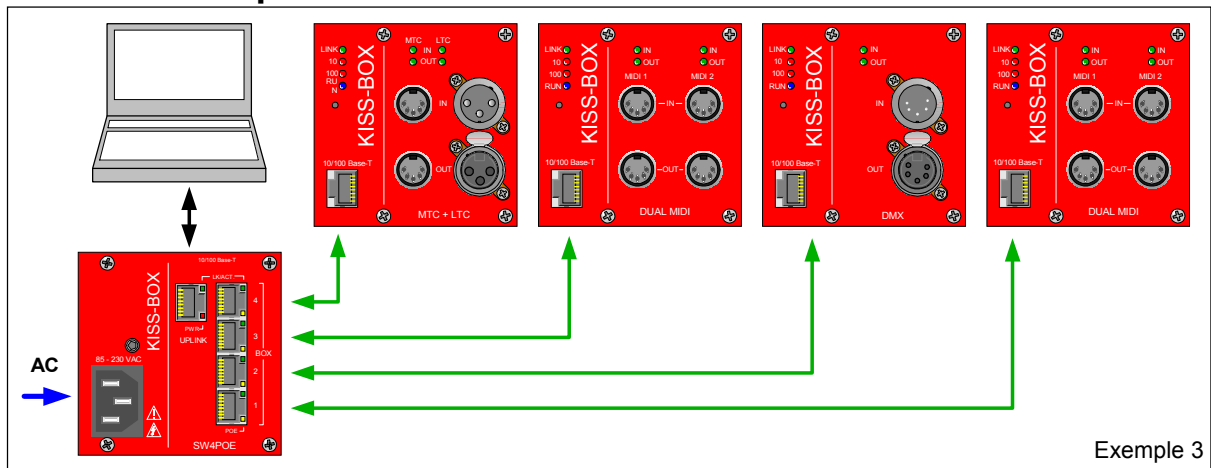 LINK
10
100
RU
N
KISS-BOX
MTC LTC
IN
OUT
IN
OUT
10/100 Base-T
MTC + LTC
LINK
10
100
RUN
KISS-BOX
IN IN
OUT OUT
MIDI 1 MIDI 2
IN
OUT
10/100 Base-T
DUAL MIDI
LINK
10
100
RUN
KISS-BOX
IN
OUT
IN
OUT
10/100 Base-T
DMX
LINK
10
100
RUN
KISS-BOX
IN IN
OUT OUT
MIDI 1 MIDI 2
IN
OUT
10/100 Base-T
DUAL MIDI
AC
85 - 230 VAC
KISS-BOX
10/100 Base-T
LK/ACT.
PWR
UPLINK
4
3
BOX
2
1
POE
SW4POE
Exemple 3